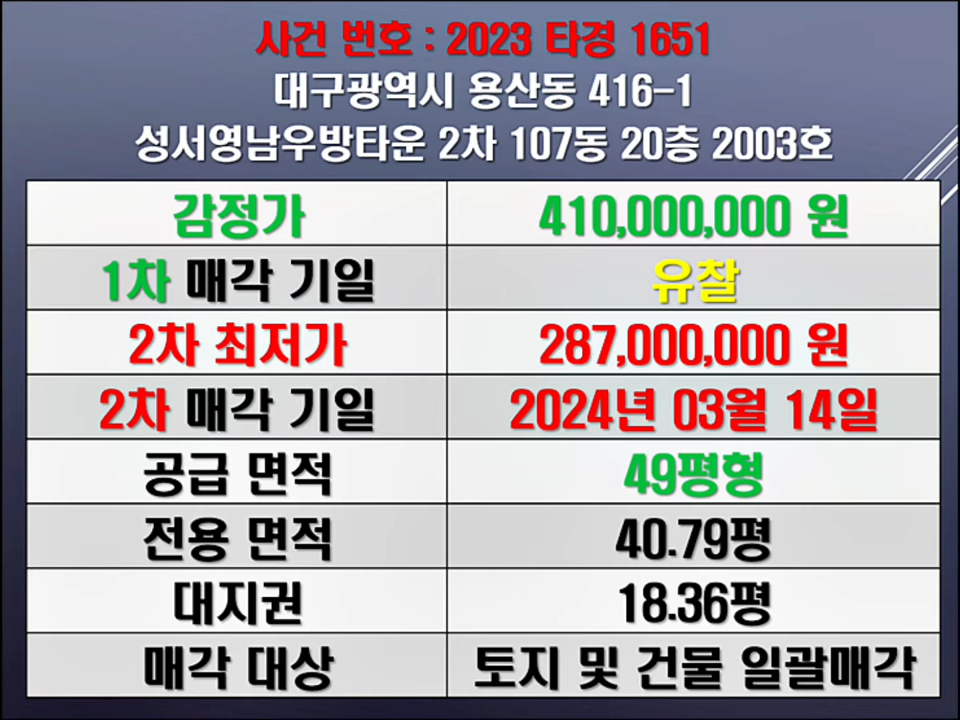 사건 번호 : 2023 타경 1651
대구광역시 용산동 416-1
성서영남우방타운 2차 107동 20층 2003호
감정가 410,000,000 원
1차 매각 기일 유찰
2차 최저가 287,000,000 원
2차 매각 기일 2024년 03월 14일
공급 면적 49평형
전용 면적 40.79평
대지권 18.36평
매각 대상 토지 및 건물 일괄매각